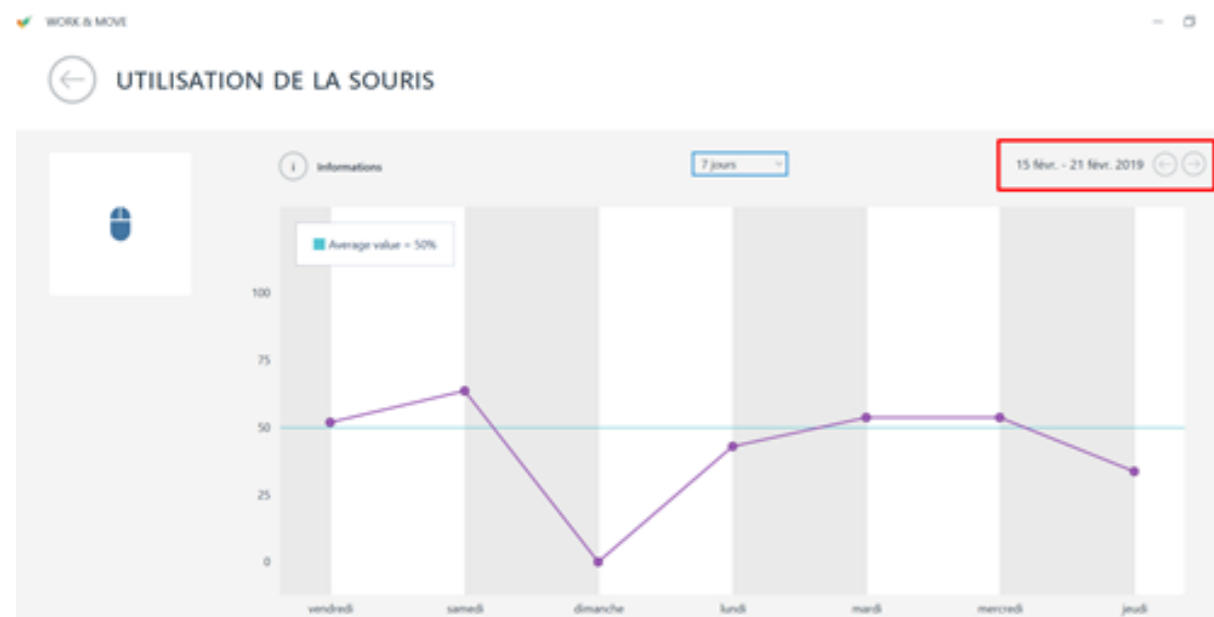 WORK & MOVE
UTILISATION DE LA SOURIS
i Informations
7 jours
15 févr. - 21 févr. 2019
Average value = 50%
100
75
50
25
0
vendredi samedi dimanche lundi mardi mercredi jeudi